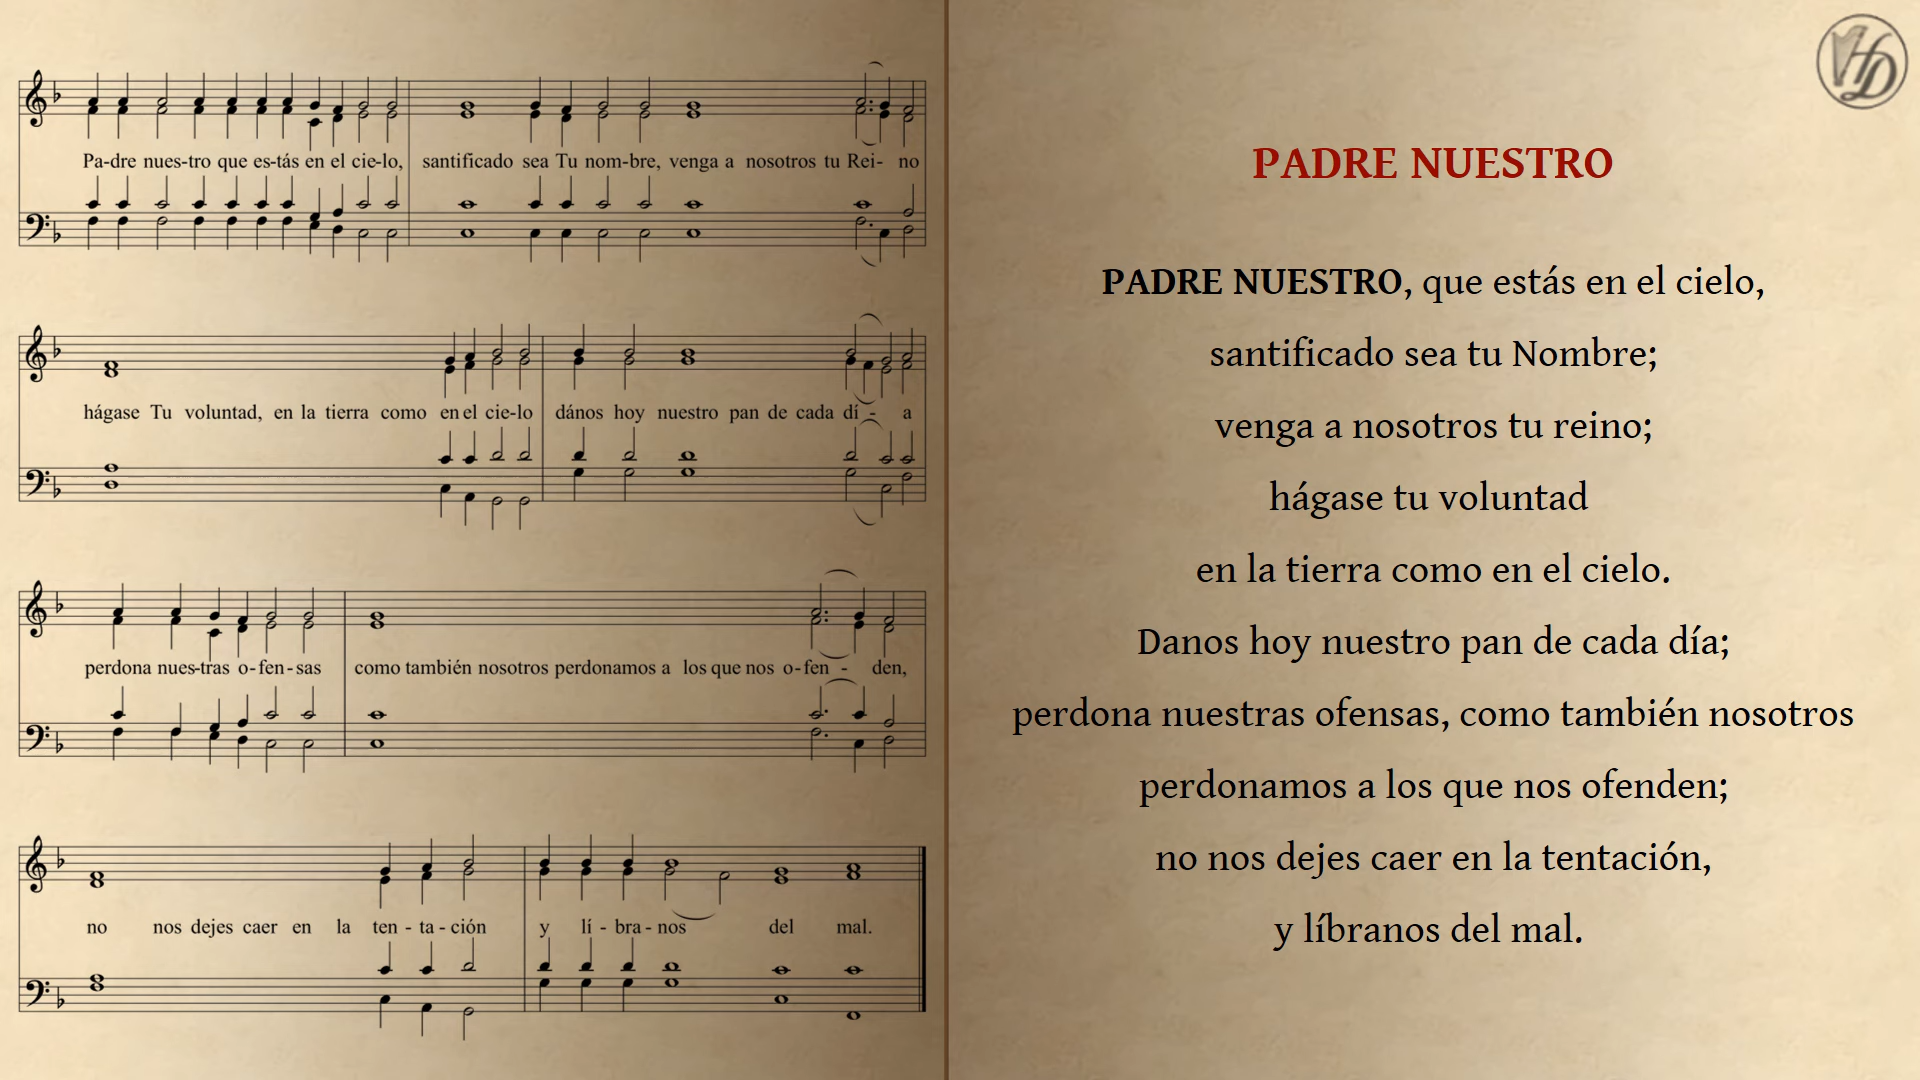 Pa-dre nues-tro que es-tás en el cie-lo, santificado sea Tu nom-bre, venga a nosotros tu Rei- no
hágase Tu voluntad, en la tierra como en el cie-lo dános hoy nuestro pan de cada dí - a
perdona nues-tras o-fen-sas como también nosotros perdonamos a los que nos o-fen - den,
no nos dejes caer en la ten - ta - ción y lí - bra - nos del mal.
HD
PADRE NUESTRO
PADRE NUESTRO, que estás en el cielo,
santificado sea tu Nombre;
venga a nosotros tu reino;
hágase tu voluntad
en la tierra como en el cielo.
Danos hoy nuestro pan de cada día;
perdona nuestras ofensas, como también nosotros
perdonamos a los que nos ofenden;
no nos dejes caer en la tentación,
y líbranos del mal.